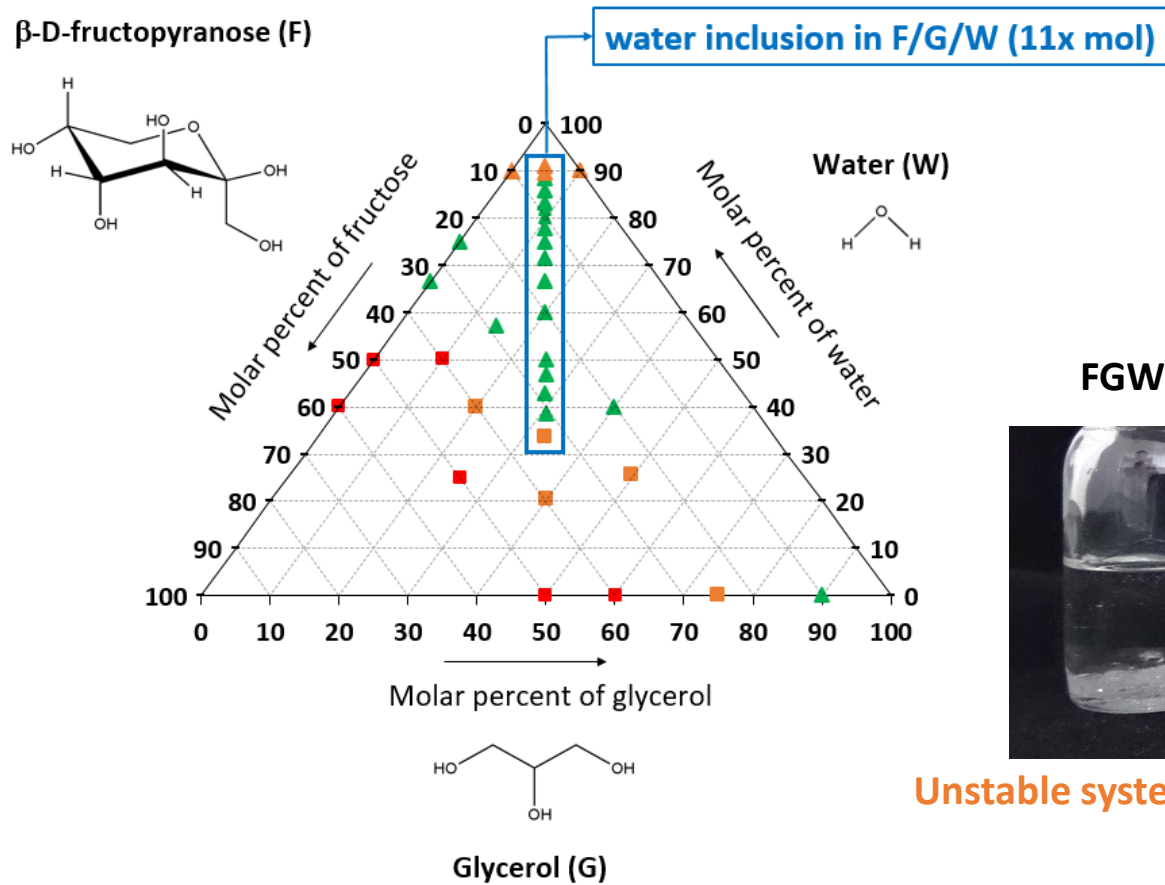 β-D-fructopyranose (F)
water inclusion in F/G/W (11x mol)
H
HO
O
HO
H
OH
H
OH
OH
Molar percent of fructose
0
10
20
30
40
50
60
70
80
90
100
100
90
80
70
60
50
40
30
20
10
0
Molar percent of water
Water (W)
O
H
H
FGW
0
10
20
30
40
50
60
70
80
90
100
Molar percent of glycerol
HO
OH
OH
Glycerol (G)
Unstable syste